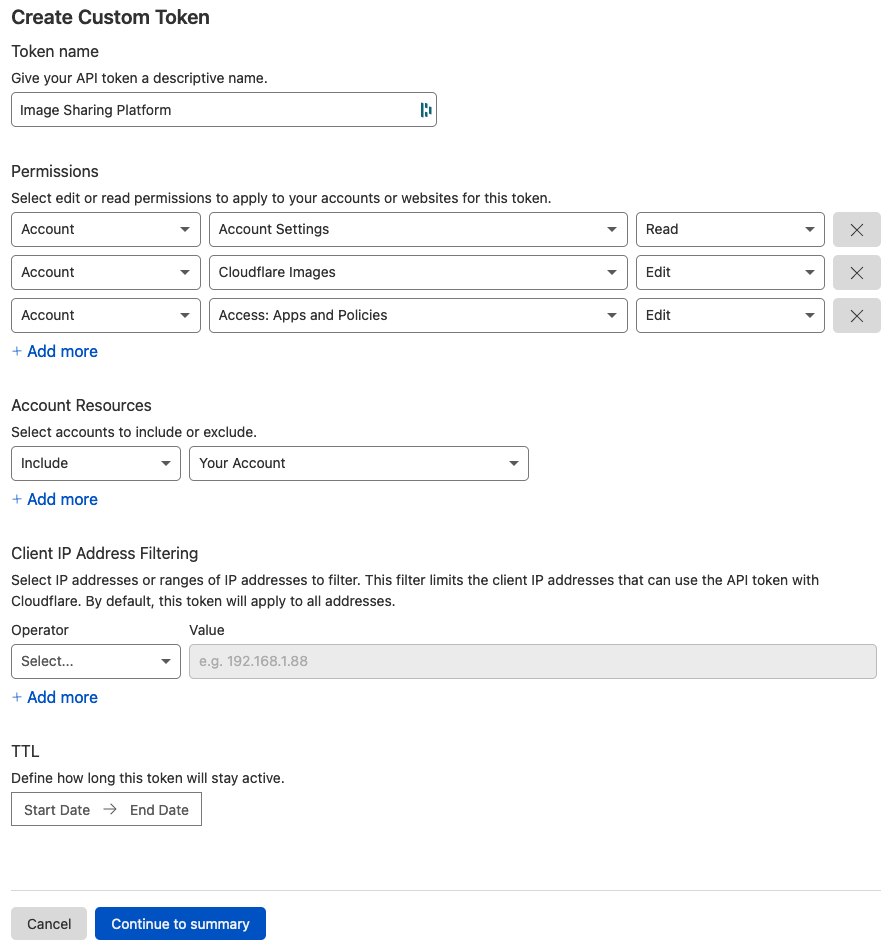 Create Custom Token
Token name
Give your API token a descriptive name.
Image Sharing Platform
Permissions
Select edit or read permissions to apply to your accounts or websites for this token.
Account Account Settings Read
Account Cloudflare Images Edit
Account Access: Apps and Policies Edit
+ Add more
Account Resources
Select accounts to include or exclude.
Include Your Account
+ Add more
Client IP Address Filtering
Select IP addresses or ranges of IP addresses to filter. This filter limits the client IP addresses that can use the API token with
Cloudflare. By default, this token will apply to all addresses.
Operator Value
Select... e.g. 192.168.1.88
+ Add more
TTL
Define how long this token will stay active.
Start Date → End Date
Cancel Continue to summary